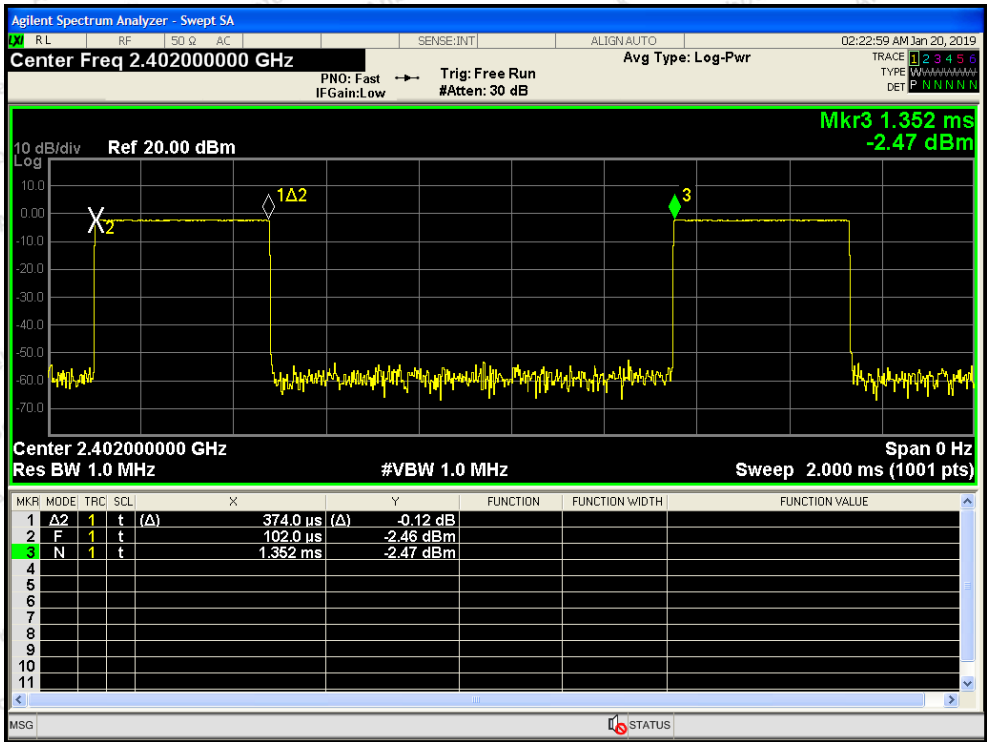 Agilent Spectrum Analyzer - Swept SA
LXI RL RF 50 Ω AC SENSE:INT ALIGN AUTO 02:22:59 AM Jan 20, 2019
Center Freq 2.402000000 GHz Avg Type: Log-Pwr TRACE 1 2 3 4 5 6
PNO: Fast Trig: Free Run TYPE WWWWWW
IFGain:Low #Atten: 30 dB DET P N N N N N
Mkr3 1.352 ms
10 dB/div Ref 20.00 dBm -2.47 dBm
Log
10.0
0.00
-10.0
-20.0
-30.0
-40.0
-50.0
-60.0
-70.0
2
1Δ2
3
Center 2.402000000 GHz Span 0 Hz
Res BW 1.0 MHz #VBW 1.0 MHz Sweep 2.000 ms (1001 pts)
MKR MODE TRC SCL X Y FUNCTION FUNCTION WIDTH FUNCTION VALUE
1 Δ2 1 t (Δ) 374.0 µs (Δ) -0.12 dB
2 F 1 t 102.0 µs -2.46 dBm
3 N 1 t 1.352 ms -2.47 dBm
4
5
6
7
8
9
10
11
MSG STATUS